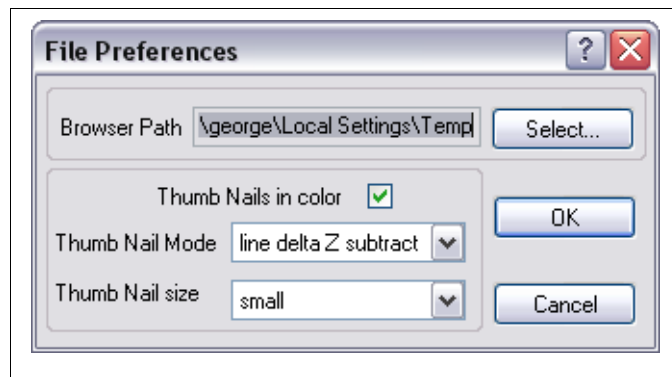 File Preferences ?
Browser Path \george\Local Settings\Temp Select...
Thumb Nails in color
OK
Thumb Nail Mode line delta Z subtract
Thumb Nail size small
Cancel